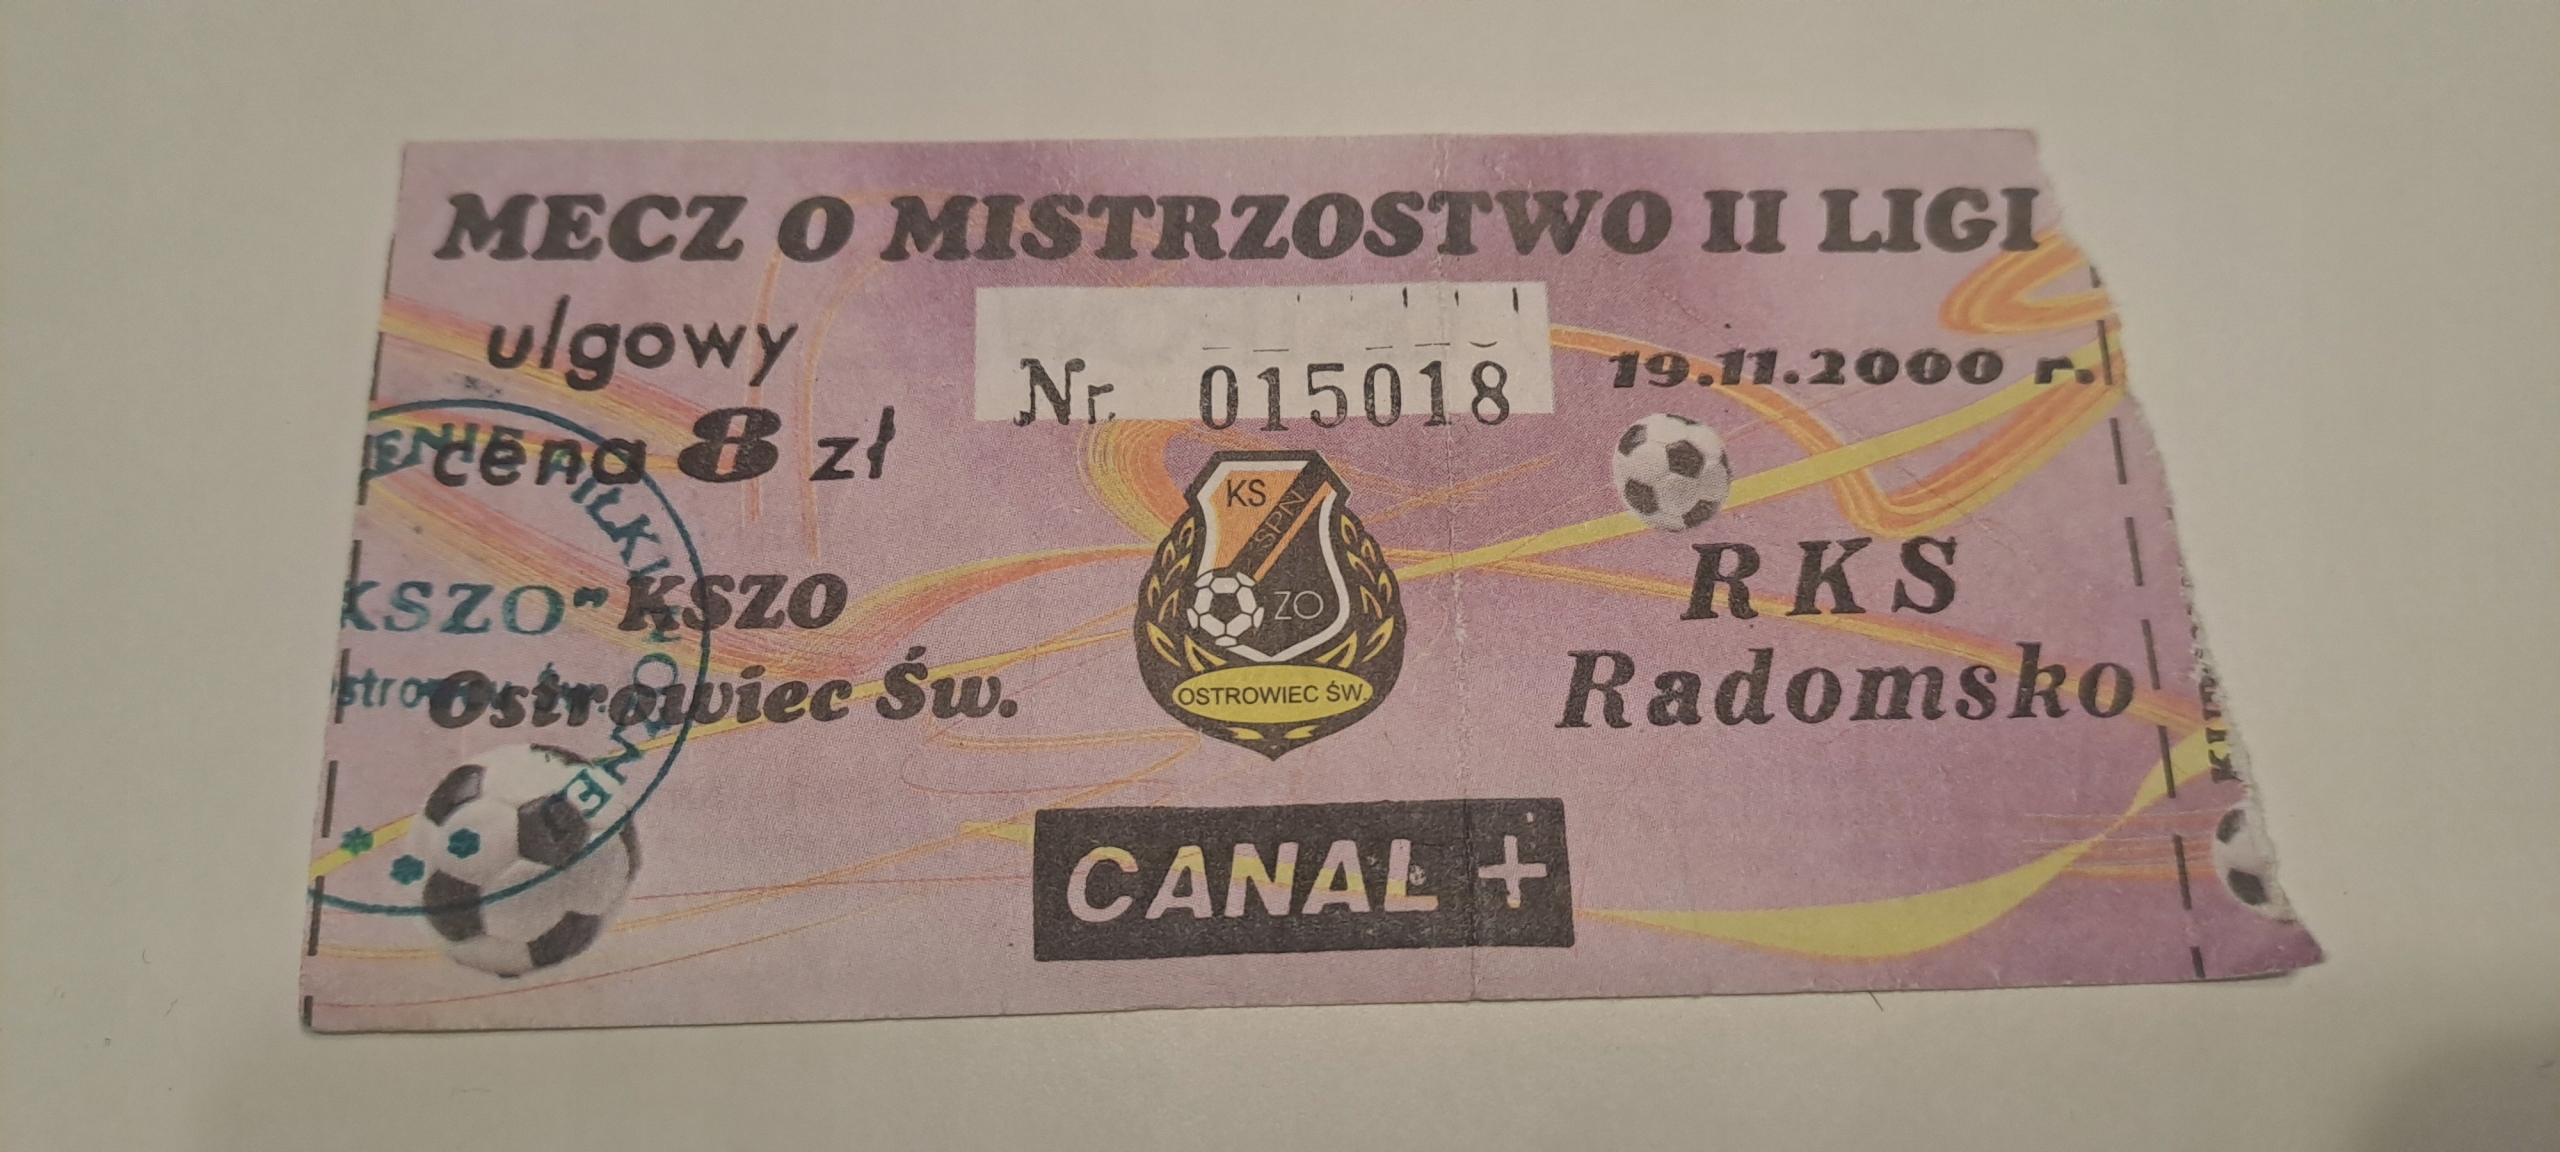 MECZ O MISTRZOSTWO II LIGI
ulgowy
Nr 015018
19.11.2000 r.
cena 8 zł
KS
SPN
ZO
OSTROWIEC ŚW.
KSZO
Ostrowiec Św.
RKS
Radomsko
KSZO"
CANAL +